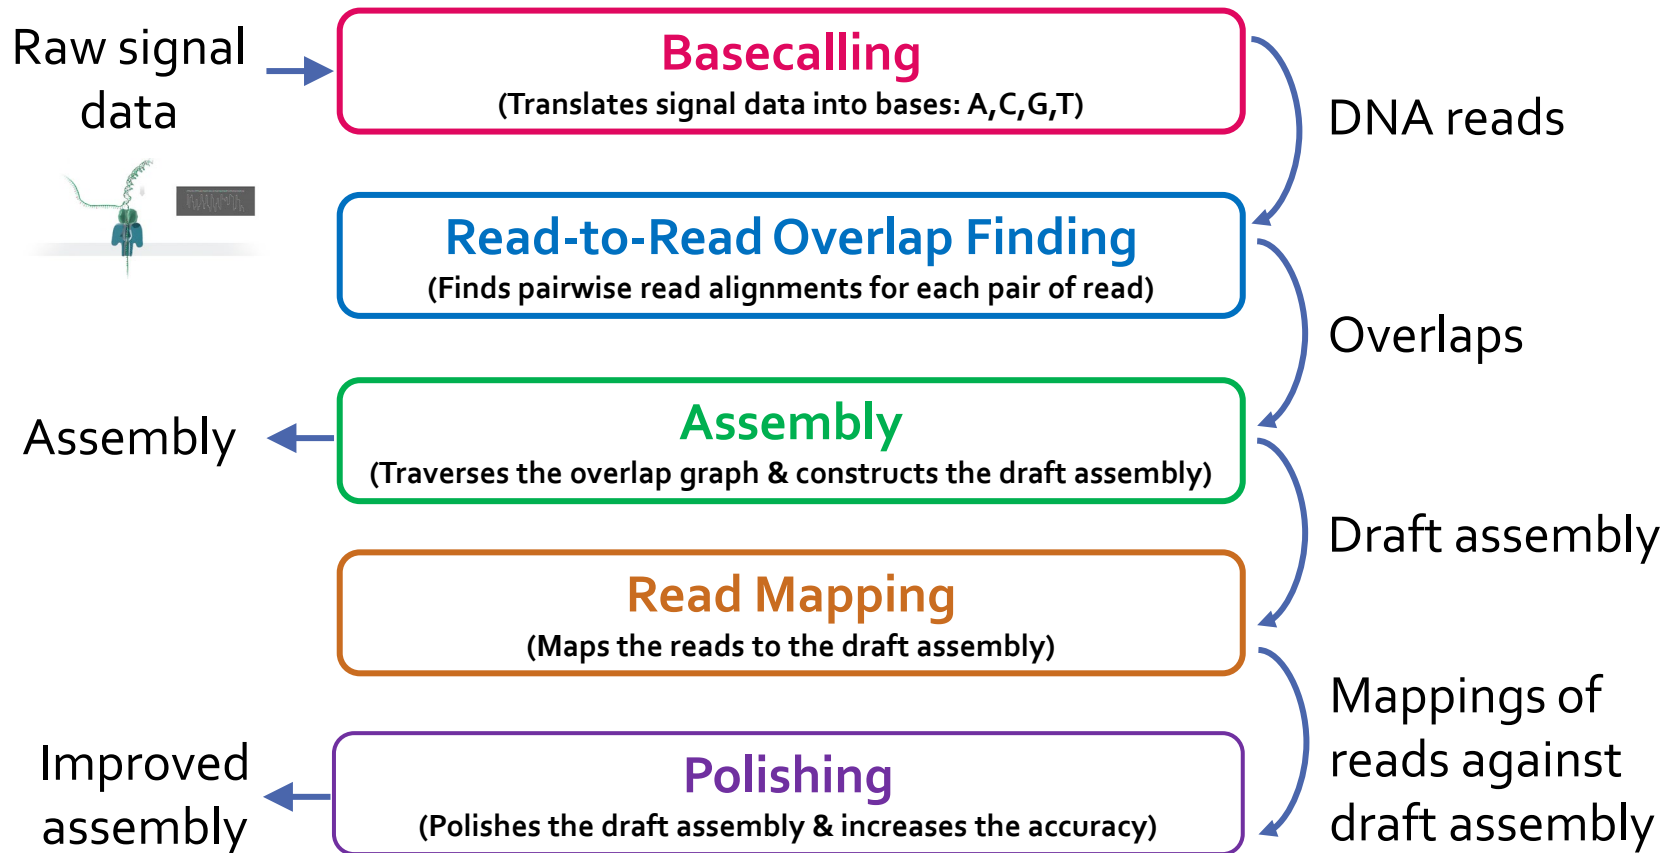 Raw signal
data
Basecalling
(Translates signal data into bases: A,C,G,T)
DNA reads
Read-to-Read Overlap Finding
(Finds pairwise read alignments for each pair of read)
Overlaps
Assembly
Assembly
(Traverses the overlap graph & constructs the draft assembly)
Draft assembly
Read Mapping
(Maps the reads to the draft assembly)
Mappings of
reads against
draft assembly
Improved
assembly
Polishing
(Polishes the draft assembly & increases the accuracy)